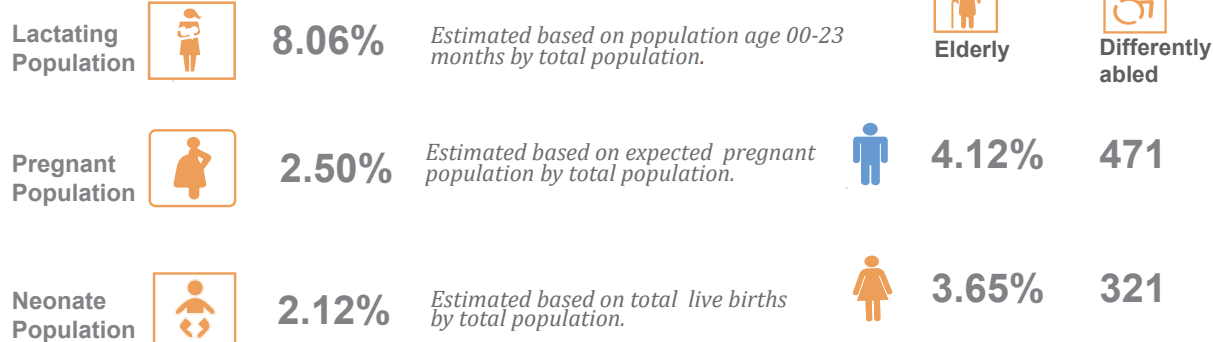 Lactating
Population
8.06%
Estimated based on population age 00-23
months by total population.
Elderly
Differently
abled
Pregnant
Population
2.50%
Estimated based on expected pregnant
population by total population.
4.12%
471
Neonate
Population
2.12%
Estimated based on total live births
by total population.
3.65%
321